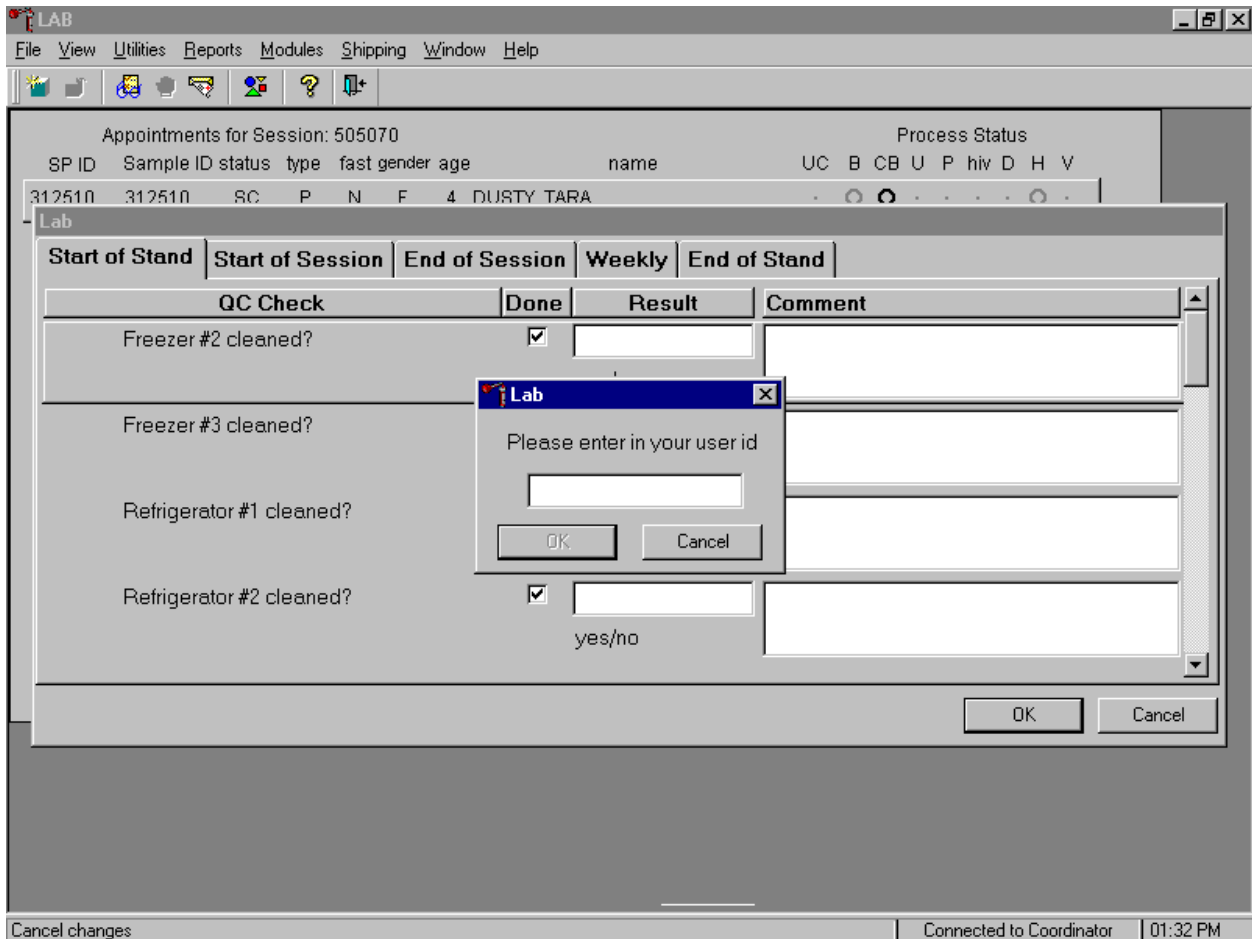 LAB
File View Utilities Reports Modules Shipping Window Help
Appointments for Session: 505070 Process Status
SP ID Sample ID status type fast gender age name UC B CB U P hiv D H V
312510 312510 SC P N F 4 DUSTY TARA
Lab
Start of Stand Start of Session End of Session Weekly End of Stand
QC Check Done Result Comment
Freezer #2 cleaned?
Lab
Freezer #3 cleaned?
Please enter in your user id
Refrigerator #1 cleaned?
OK Cancel
Refrigerator #2 cleaned?
yes/no
OK Cancel
Cancel changes Connected to Coordinator 01:32 PM